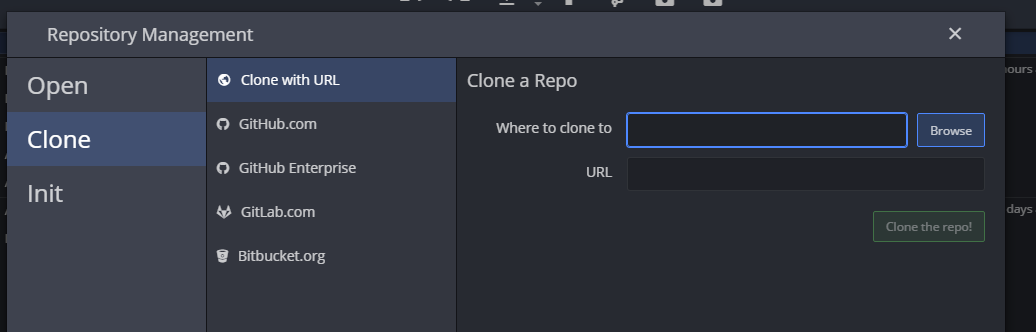 Repository Management
Open
Clone
Init
Clone with URL
GitHub.com
GitHub Enterprise
GitLab.com
Bitbucket.org
Clone a Repo
Where to clone to
Browse
URL
Clone the repo!
hours
days